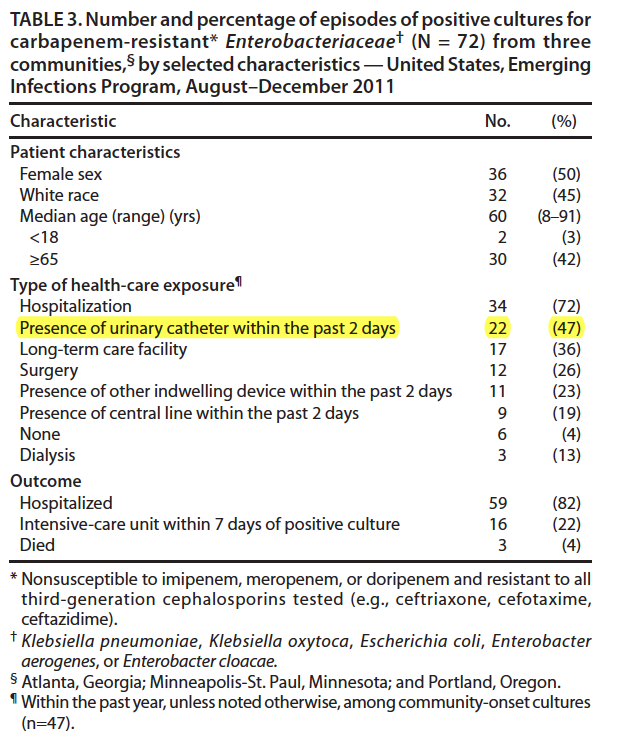 TABLE 3. Number and percentage of episodes of positive cultures for
carbapenem-resistant* Enterobacteriaceae† (N = 72) from three
communities,§ by selected characteristics — United States, Emerging
Infections Program, August–December 2011
Characteristic No. (%)
Patient characteristics
Female sex 36 (50)
White race 32 (45)
Median age (range) (yrs) 60 (8–91)
<18 2 (3)
≥65 30 (42)
Type of health-care exposure¶
Hospitalization 34 (72)
Presence of urinary catheter within the past 2 days 22 (47)
Long-term care facility 17 (36)
Surgery 12 (26)
Presence of other indwelling device within the past 2 days 11 (23)
Presence of central line within the past 2 days 9 (19)
None 6 (4)
Dialysis 3 (13)
Outcome
Hospitalized 59 (82)
Intensive-care unit within 7 days of positive culture 16 (22)
Died 3 (4)
* Nonsusceptible to imipenem, meropenem, or doripenem and resistant to all
third-generation cephalosporins tested (e.g., ceftriaxone, cefotaxime,
ceftazidime).
† Klebsiella pneumoniae, Klebsiella oxytoca, Escherichia coli, Enterobacter
aerogenes, or Enterobacter cloacae.
§ Atlanta, Georgia; Minneapolis-St. Paul, Minnesota; and Portland, Oregon.
¶ Within the past year, unless noted otherwise, among community-onset cultures
(n=47).